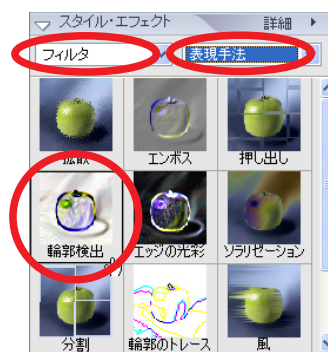 スタイル・エフェクト 詳細
フィルタ 表現手法
拡散 エンボス 押し出し
輪郭検出 エッジの光彩 ソラリゼーション
分割 輪郭のトレース 風